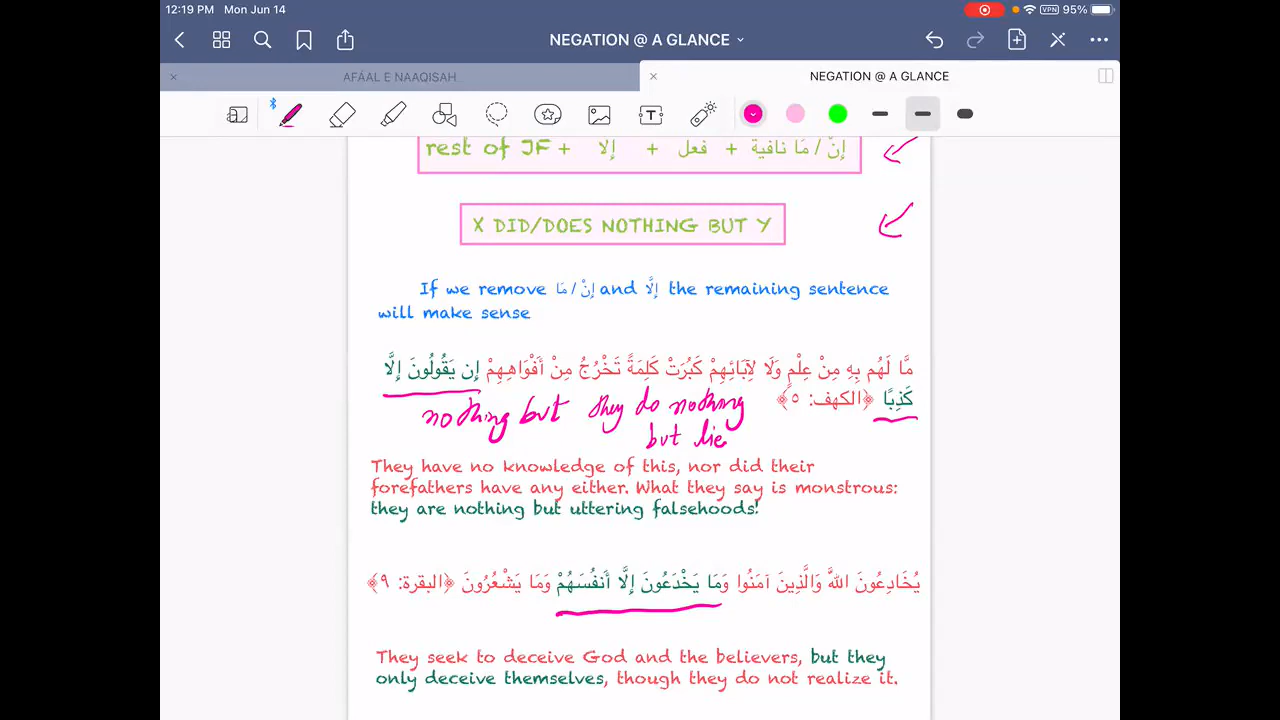 12:19 PM Mon Jun 14
VPN 95%
NEGATION @ A GLANCE
AFÁAL E NAAQISAH
NEGATION @ A GLANCE
T
rest of JF + إِلَّا + فعل + إِنْ / مَا نافية
X DID/DOES NOTHING BUT Y
If we remove إِنْ / مَا and إِلَّا the remaining sentence
will make sense
مَّا لَهُم بِهِ مِنْ عِلْمٍ وَلَا لِآبَائِهِمْ كَبُرَتْ كَلِمَةً تَخْرُجُ مِنْ أَفْوَاهِهِمْ إِن يَقُولُونَ إِلَّا
كَذِبًا ﴿الكهف: ٥﴾
nothing but they do nothing
but lie
They have no knowledge of this, nor did their
forefathers have any either. What they say is monstrous:
they are nothing but uttering falsehoods!
يُخَادِعُونَ اللَّهَ وَالَّذِينَ آمَنُوا وَمَا يَخْدَعُونَ إِلَّا أَنفُسَهُمْ وَمَا يَشْعُرُونَ ﴿البقرة: ٩﴾
They seek to deceive God and the believers, but they
only deceive themselves, though they do not realize it.